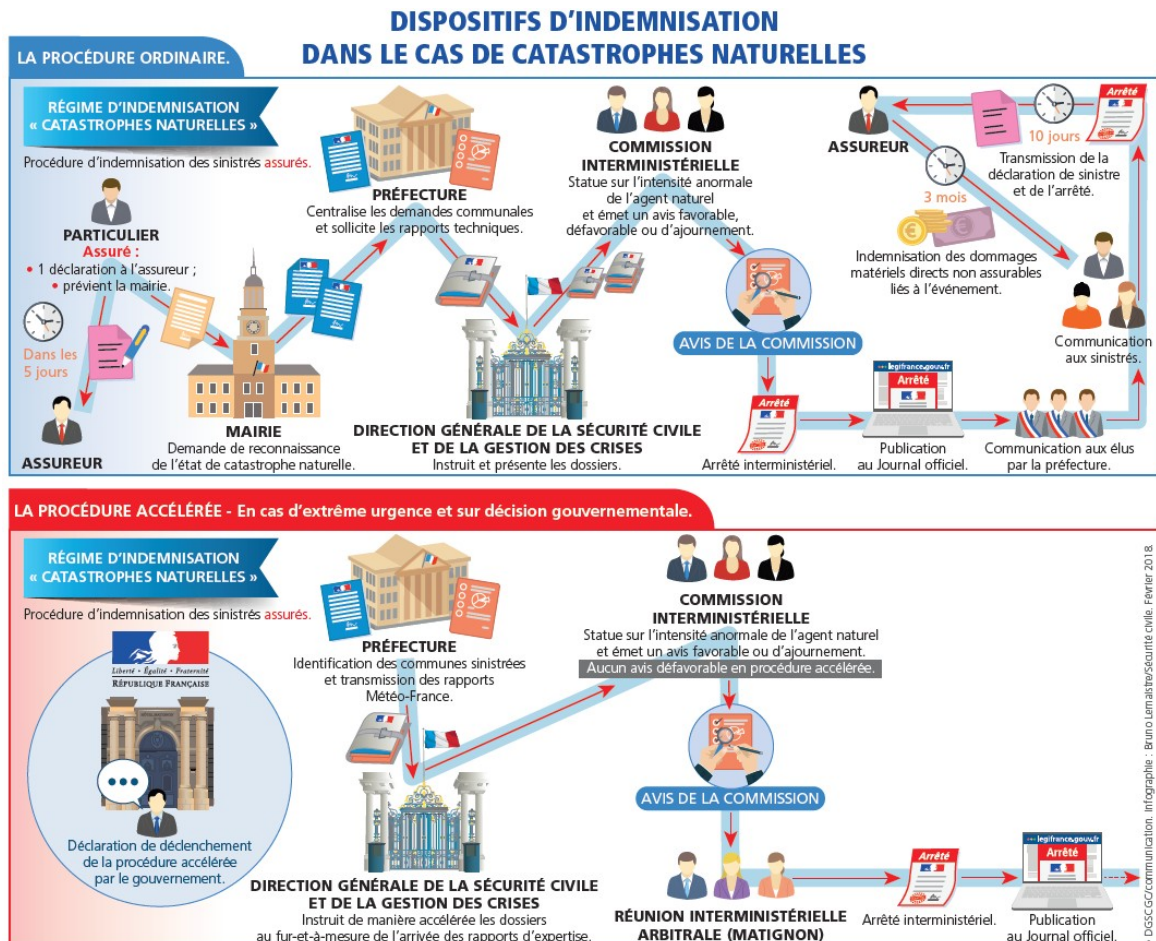 DISPOSITIFS D'INDEMNISATION
DANS LE CAS DE CATASTROPHES NATURELLES
LA PROCÉDURE ORDINAIRE.
RÉGIME D'INDEMNISATION
« CATASTROPHES NATURELLES »
Procédure d'indemnisation des sinistrés assurés.
PARTICULIER
Assuré :
• 1 déclaration à l'assureur ;
• prévient la mairie.
Dans les
5 jours
ASSUREUR
MAIRIE
Demande de reconnaissance
de l'état de catastrophe naturelle.
PRÉFECTURE
Centralise les demandes communales
et sollicite les rapports techniques.
DIRECTION GÉNÉRALE DE LA SÉCURITÉ CIVILE
ET DE LA GESTION DES CRISES
Instruit et présente les dossiers.
COMMISSION
INTERMINISTÉRIELLE
Statue sur l'intensité anormale
de l'agent naturel
et émet un avis favorable,
défavorable ou d'ajournement.
AVIS DE LA COMMISSION
Arrêté
Arrêté interministériel.
legifrance.gouv.fr
Arrêté
Publication
au Journal officiel.
Communication aux élus
par la préfecture.
Communication
aux sinistrés.
Arrêté
10 jours
Transmission de la
déclaration de sinistre
et de l'arrêté.
ASSUREUR
3 mois
Indemnisation des dommages
matériels directs non assurables
liés à l'événement.
LA PROCÉDURE ACCÉLÉRÉE - En cas d'extrême urgence et sur décision gouvernementale.
RÉGIME D'INDEMNISATION
« CATASTROPHES NATURELLES »
Procédure d'indemnisation des sinistrés assurés.
Liberté • Égalité • Fraternité
RÉPUBLIQUE FRANÇAISE
Déclaration de déclenchement
de la procédure accélérée
par le gouvernement.
PRÉFECTURE
Identification des communes sinistrées
et transmission des rapports
Météo-France.
DIRECTION GÉNÉRALE DE LA SÉCURITÉ CIVILE
ET DE LA GESTION DES CRISES
Instruit de manière accélérée les dossiers
au fur-et-à-mesure de l'arrivée des rapports d'expertise.
COMMISSION
INTERMINISTÉRIELLE
Statue sur l'intensité anormale de l'agent naturel
et émet un avis favorable ou d'ajournement.
Aucun avis défavorable en procédure accélérée.
AVIS DE LA COMMISSION
RÉUNION INTERMINISTÉRIELLE
ARBITRALE (MATIGNON)
Arrêté
Arrêté interministériel.
legifrance.gouv.fr
Arrêté
Publication
au Journal officiel.
DGSCGC/communication. Infographie : Bruno Lemaistre/Sécurité civile. Février 2018.